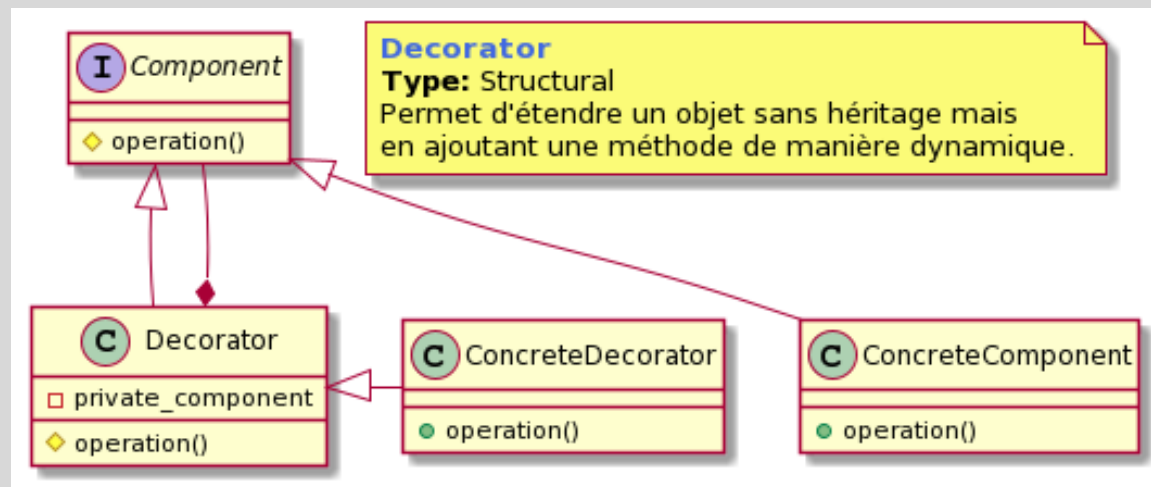 I Component
operation()
Decorator
Type: Structural
Permet d'étendre un objet sans héritage mais
en ajoutant une méthode de manière dynamique.
C Decorator
private_component
operation()
C ConcreteDecorator
operation()
C ConcreteComponent
operation()